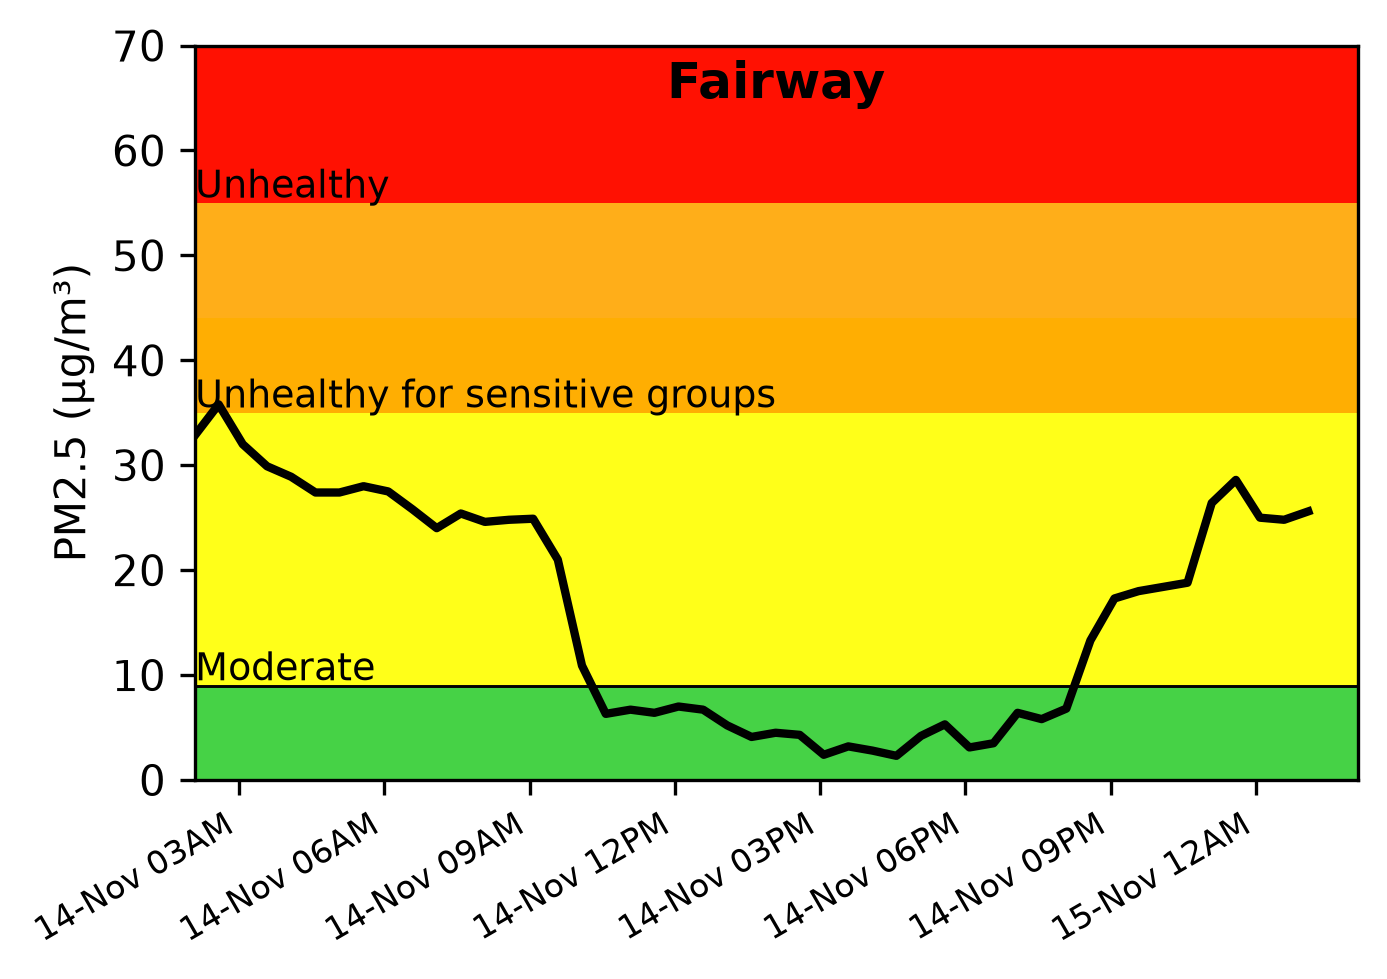 Fairway
PM2.5 (µg/m³)
70
60
50
40
30
20
10
0
Unhealthy
Unhealthy for sensitive groups
Moderate
14-Nov 03AM
14-Nov 06AM
14-Nov 09AM
14-Nov 12PM
14-Nov 03PM
14-Nov 06PM
14-Nov 09PM
15-Nov 12AM